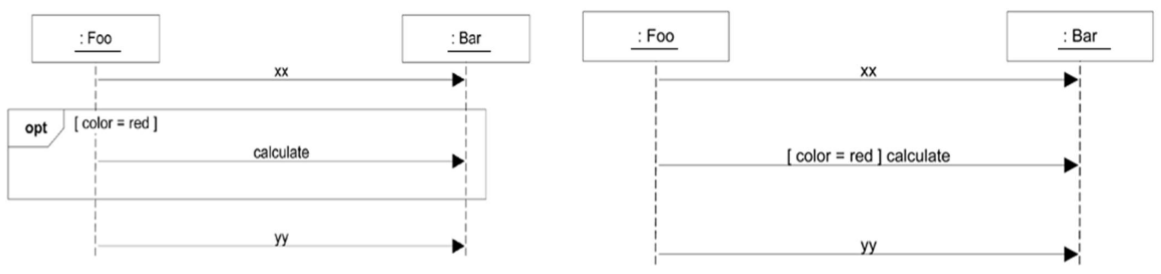 : Foo
: Bar
xx
opt
[ color = red ]
calculate
yy
: Foo
: Bar
xx
[ color = red ] calculate
yy